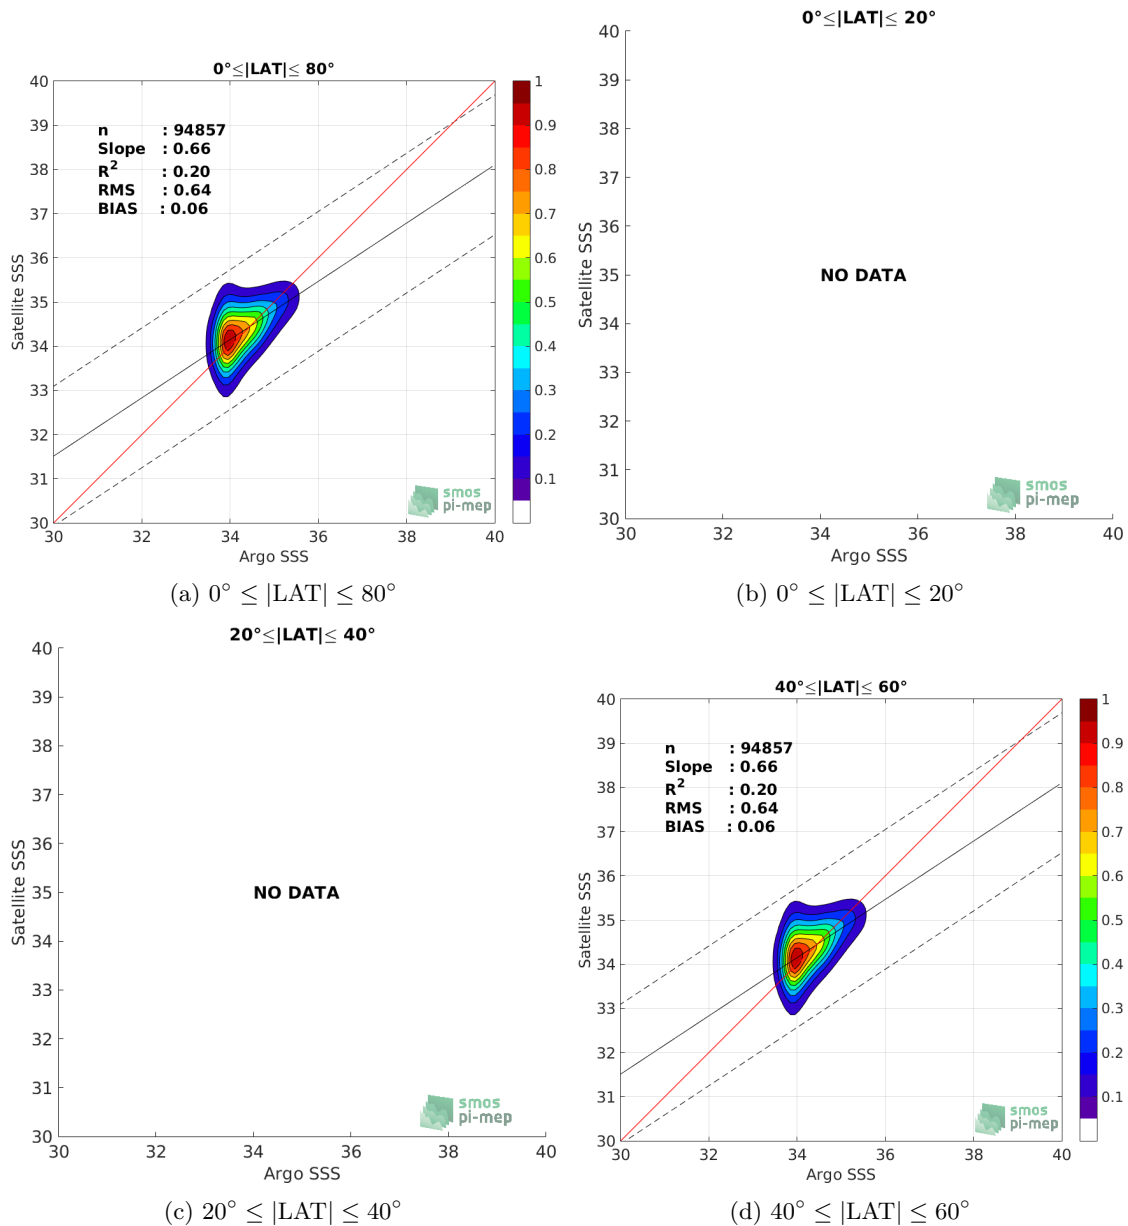 0°≤|LAT|≤ 80°
40
39
38
37
36
35
34
33
32
31
30
Satellite SSS
n : 94857
Slope : 0.66
R2 : 0.20
RMS : 0.64
BIAS : 0.06
smos
pi-mep
30 32 34 36 38 40
Argo SSS
1
0.9
0.8
0.7
0.6
0.5
0.4
0.3
0.2
0.1
(a) 0° ≤ |LAT| ≤ 80°
0°≤|LAT|≤ 20°
40
39
38
37
36
35
34
33
32
31
30
Satellite SSS
NO DATA
smos
pi-mep
30 32 34 36 38 40
Argo SSS
(b) 0° ≤ |LAT| ≤ 20°
20°≤|LAT|≤ 40°
40
39
38
37
36
35
34
33
32
31
30
Satellite SSS
NO DATA
smos
pi-mep
30 32 34 36 38 40
Argo SSS
(c) 20° ≤ |LAT| ≤ 40°
40°≤|LAT|≤ 60°
40
39
38
37
36
35
34
33
32
31
30
Satellite SSS
n : 94857
Slope : 0.66
R2 : 0.20
RMS : 0.64
BIAS : 0.06
smos
pi-mep
30 32 34 36 38 40
Argo SSS
1
0.9
0.8
0.7
0.6
0.5
0.4
0.3
0.2
0.1
(d) 40° ≤ |LAT| ≤ 60°